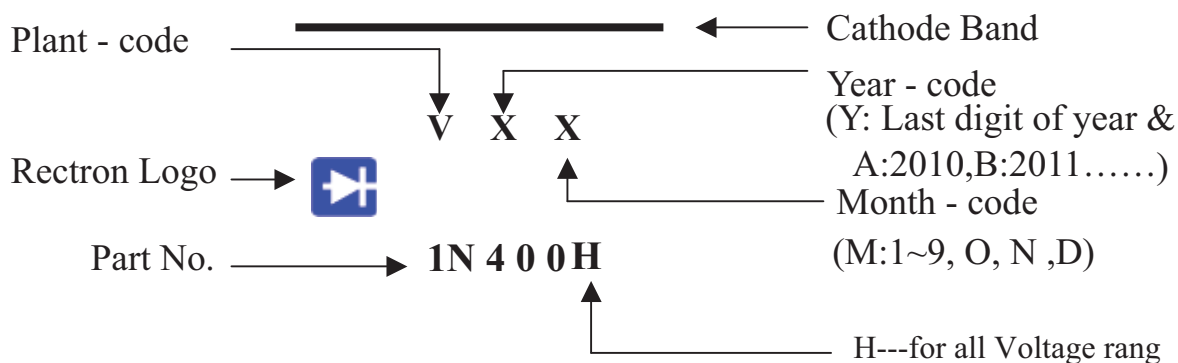 Plant - code
Cathode Band
Year - code
(Y: Last digit of year &
A:2010,B:2011……)
V X X
Rectron Logo
Month - code
(M:1~9, O, N ,D)
Part No.
1N 4 0 0 H
H---for all Voltage rang